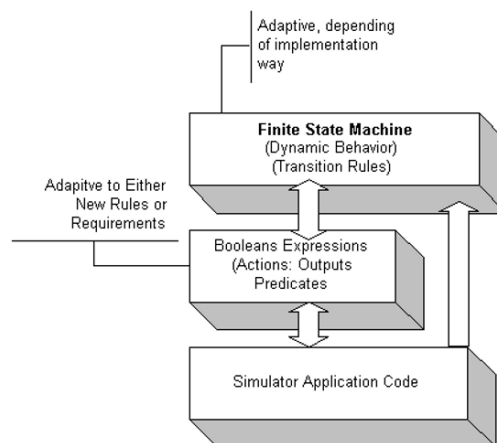 Adaptive, depending
of implementation
way
Finite State Machine
(Dynamic Behavior)
(Transition Rules)
Adapitve to Either
New Rules or
Requirements
Booleans Expressions
(Actions: Outputs
Predicates
Simulator Application Code